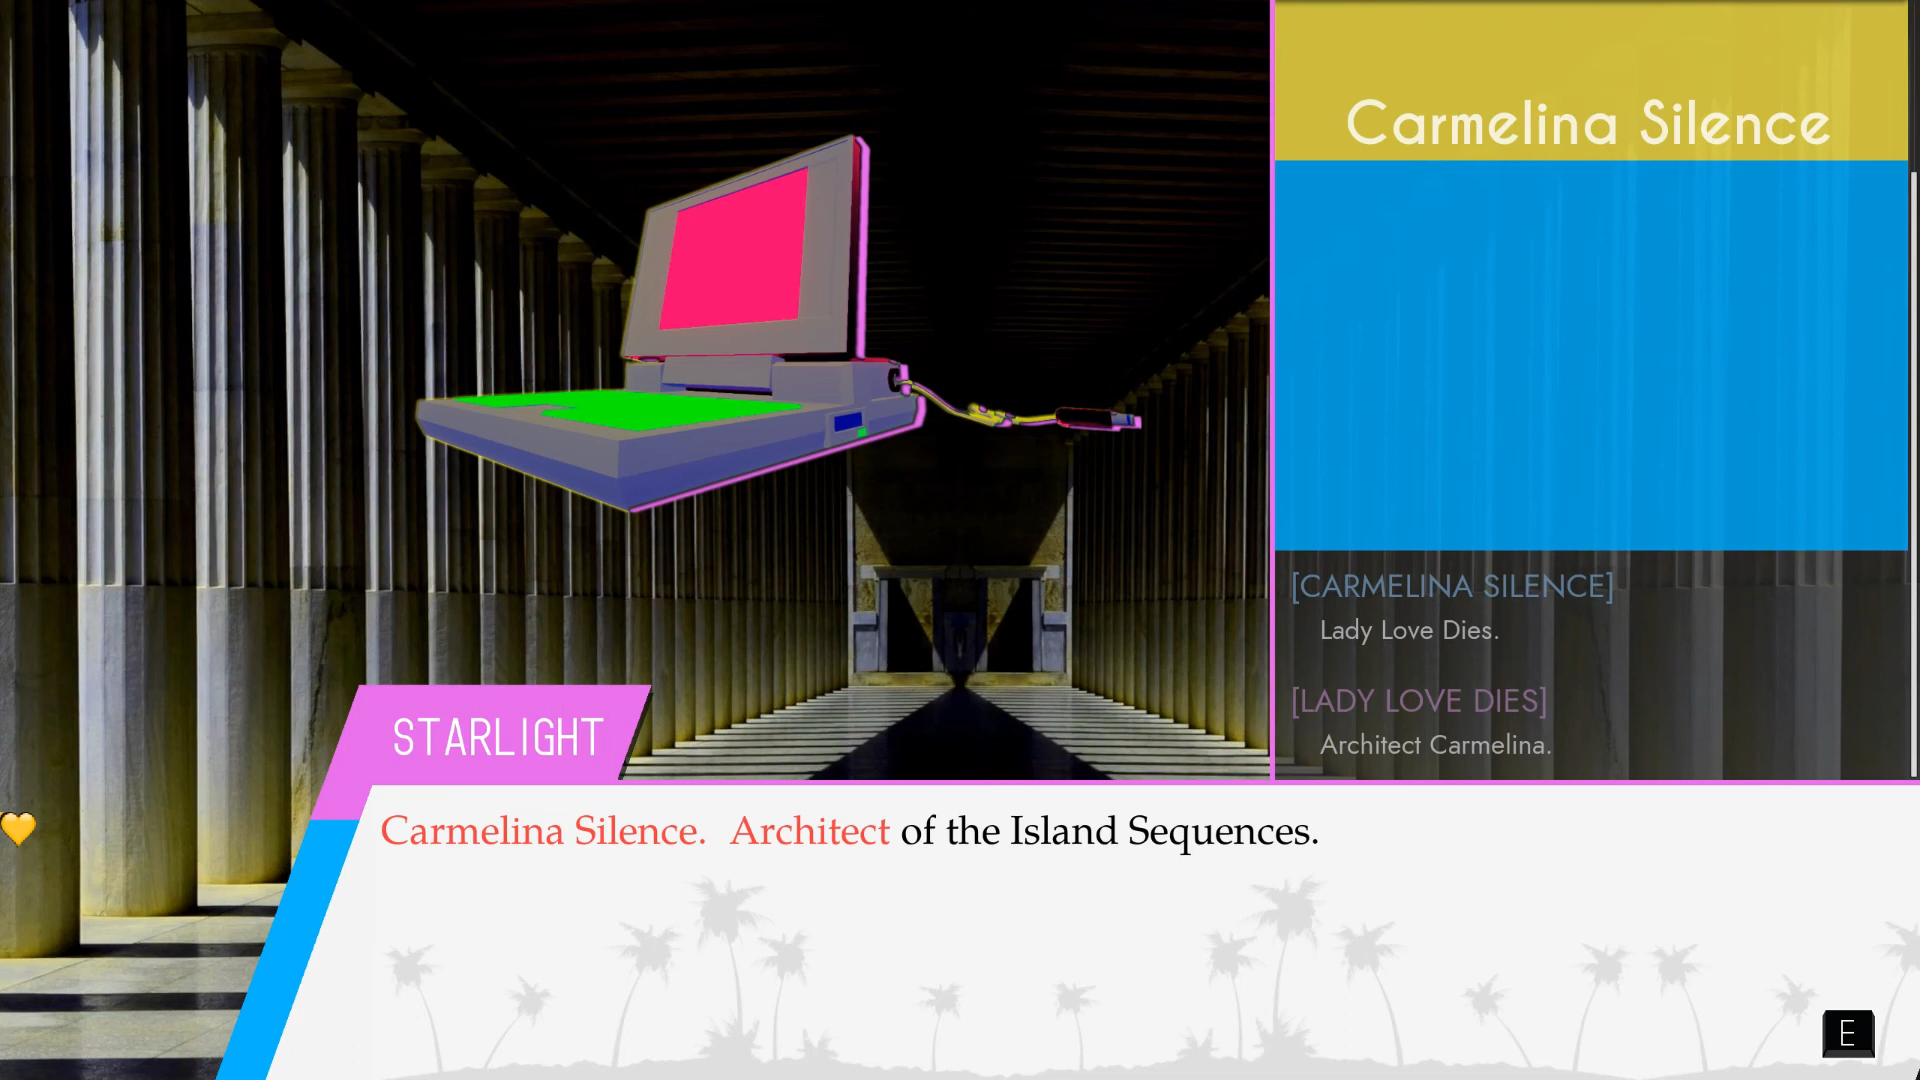 Carmelina Silence
[CARMELINA SILENCE]
Lady Love Dies.
[LADY LOVE DIES]
Architect Carmelina.
STARLIGHT
Carmelina Silence. Architect of the Island Sequences.
E